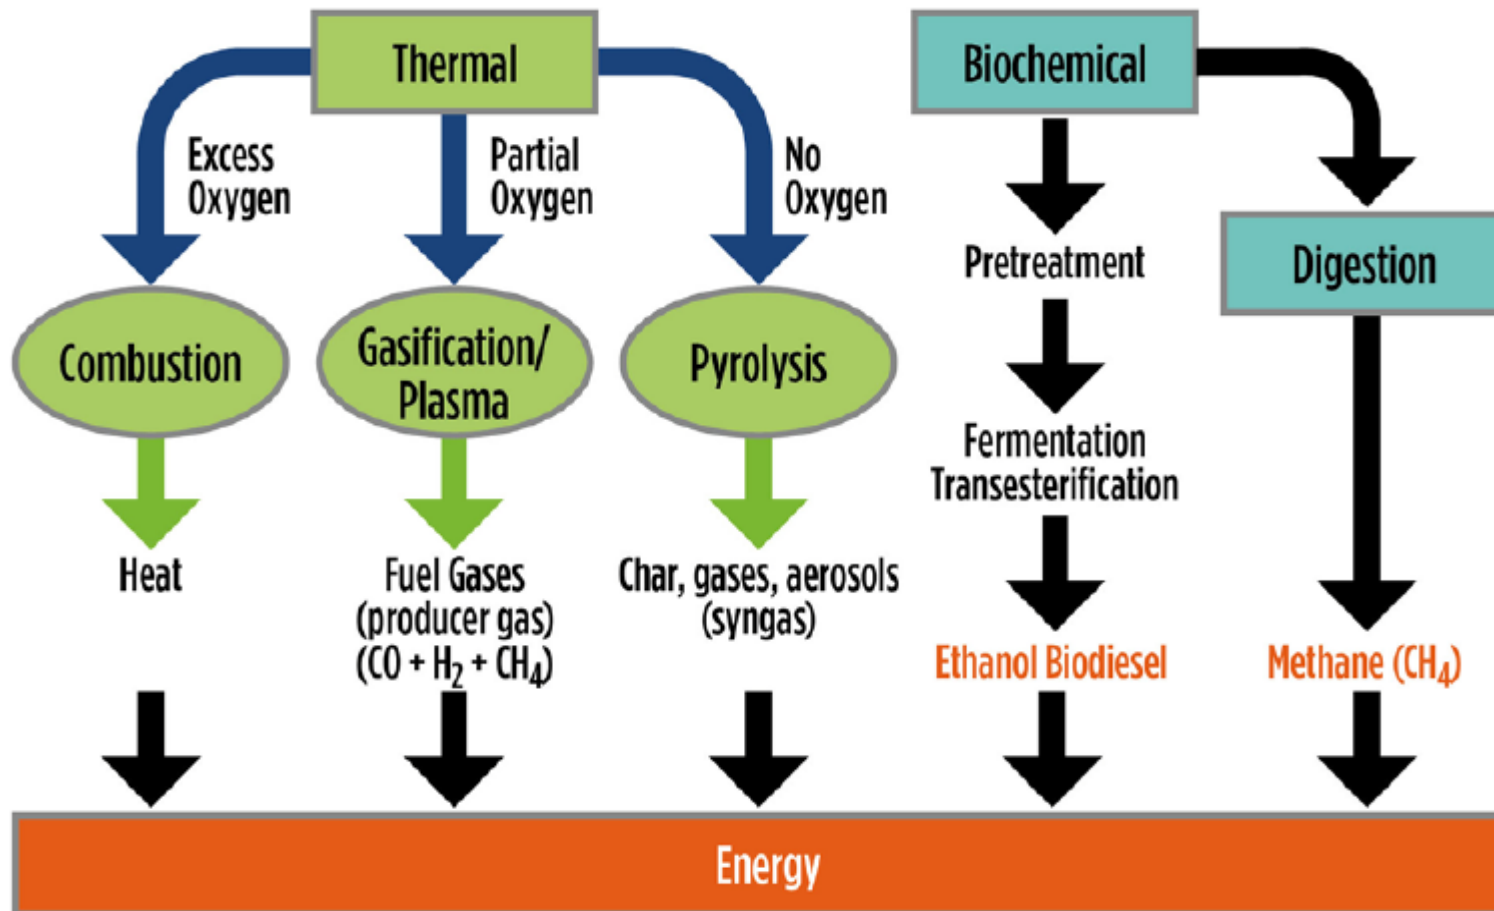 Thermal
Biochemical
Excess
Oxygen
Partial
Oxygen
No
Oxygen
Pretreatment
Digestion
Combustion
Gasification/
Plasma
Pyrolysis
Fermentation
Transesterification
Heat
Fuel Gases
(producer gas)
(CO + H₂ + CH₄)
Char, gases, aerosols
(syngas)
Ethanol Biodiesel
Methane (CH₄)
Energy